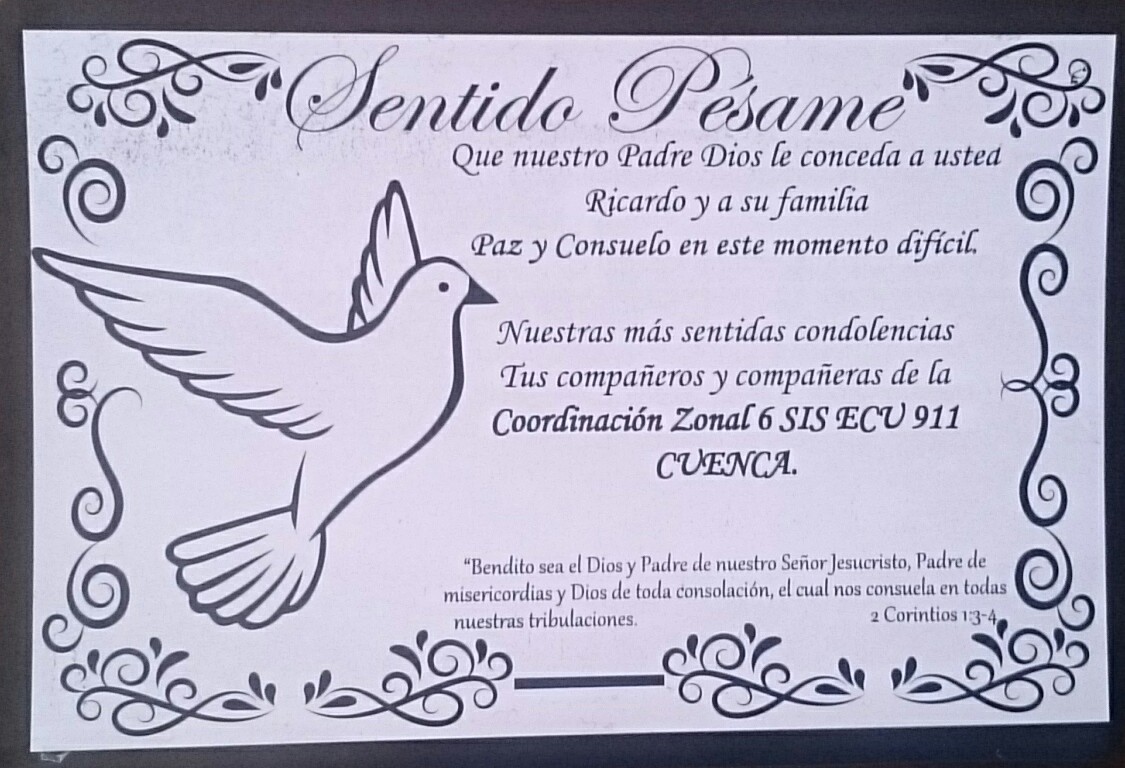 Sentido Pésame
Que nuestro Padre Dios le conceda a usted
Ricardo y a su familia
Paz y Consuelo en este momento difícil.
Nuestras más sentidas condolencias
Tus compañeros y compañeras de la
Coordinación Zonal 6 SIS ECU 911
CUENCA.
“Bendito sea el Dios y Padre de nuestro Señor Jesucristo, Padre de
misericordias y Dios de toda consolación, el cual nos consuela en todas
nuestras tribulaciones. 2 Corintios 1:3-4